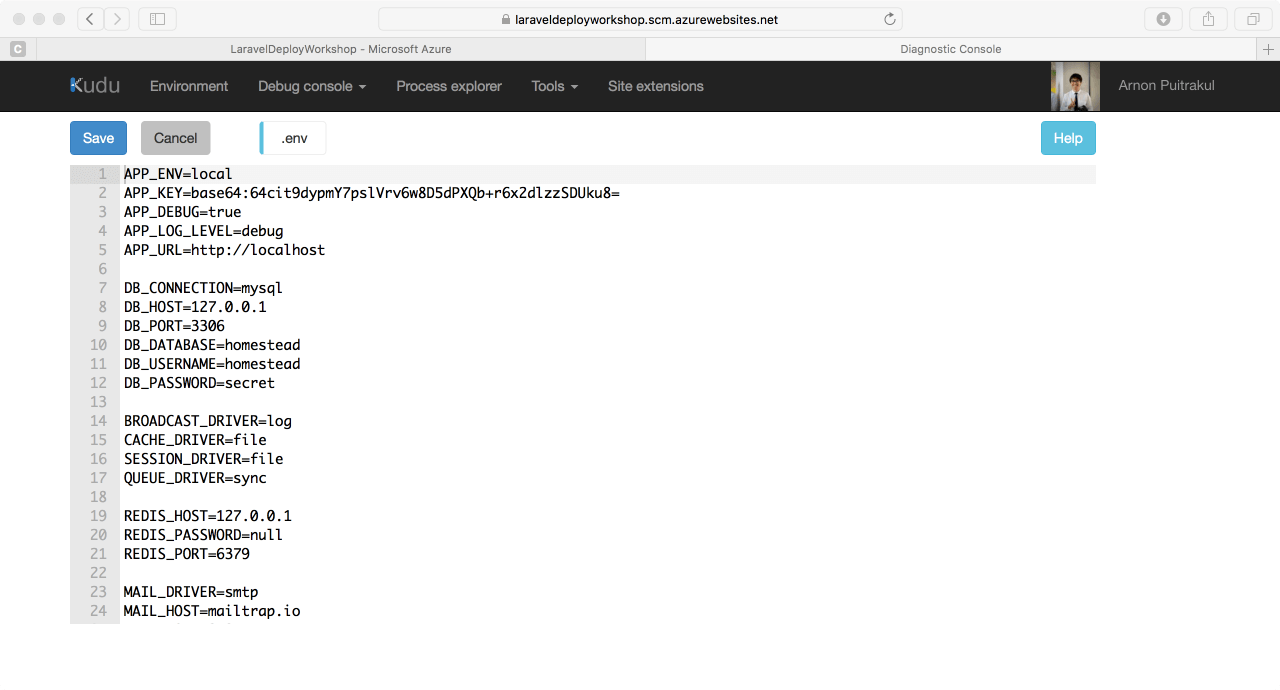 laraveldeployworkshop.scm.azurewebsites.net
C
LaravelDeployWorkshop - Microsoft Azure
Diagnostic Console
Kudu
Environment
Debug console
Process explorer
Tools
Site extensions
Arnon Puitrakul
Save
Cancel
.env
Help
1 APP_ENV=local
2 APP_KEY=base64:64cit9dypmY7pslVrv6w8D5dPXQb+r6x2dlzzSDUku8=
3 APP_DEBUG=true
4 APP_LOG_LEVEL=debug
5 APP_URL=http://localhost
6
7 DB_CONNECTION=mysql
8 DB_HOST=127.0.0.1
9 DB_PORT=3306
10 DB_DATABASE=homestead
11 DB_USERNAME=homestead
12 DB_PASSWORD=secret
13
14 BROADCAST_DRIVER=log
15 CACHE_DRIVER=file
16 SESSION_DRIVER=file
17 QUEUE_DRIVER=sync
18
19 REDIS_HOST=127.0.0.1
20 REDIS_PASSWORD=null
21 REDIS_PORT=6379
22
23 MAIL_DRIVER=smtp
24 MAIL_HOST=mailtrap.io